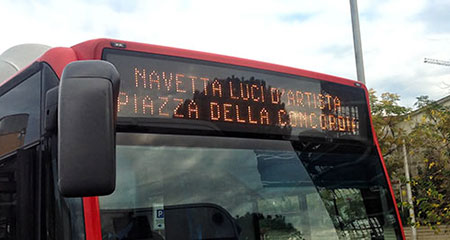 NAVETTA LUCI D'ARTISTA
PIAZZA DELLA CONCORDIA